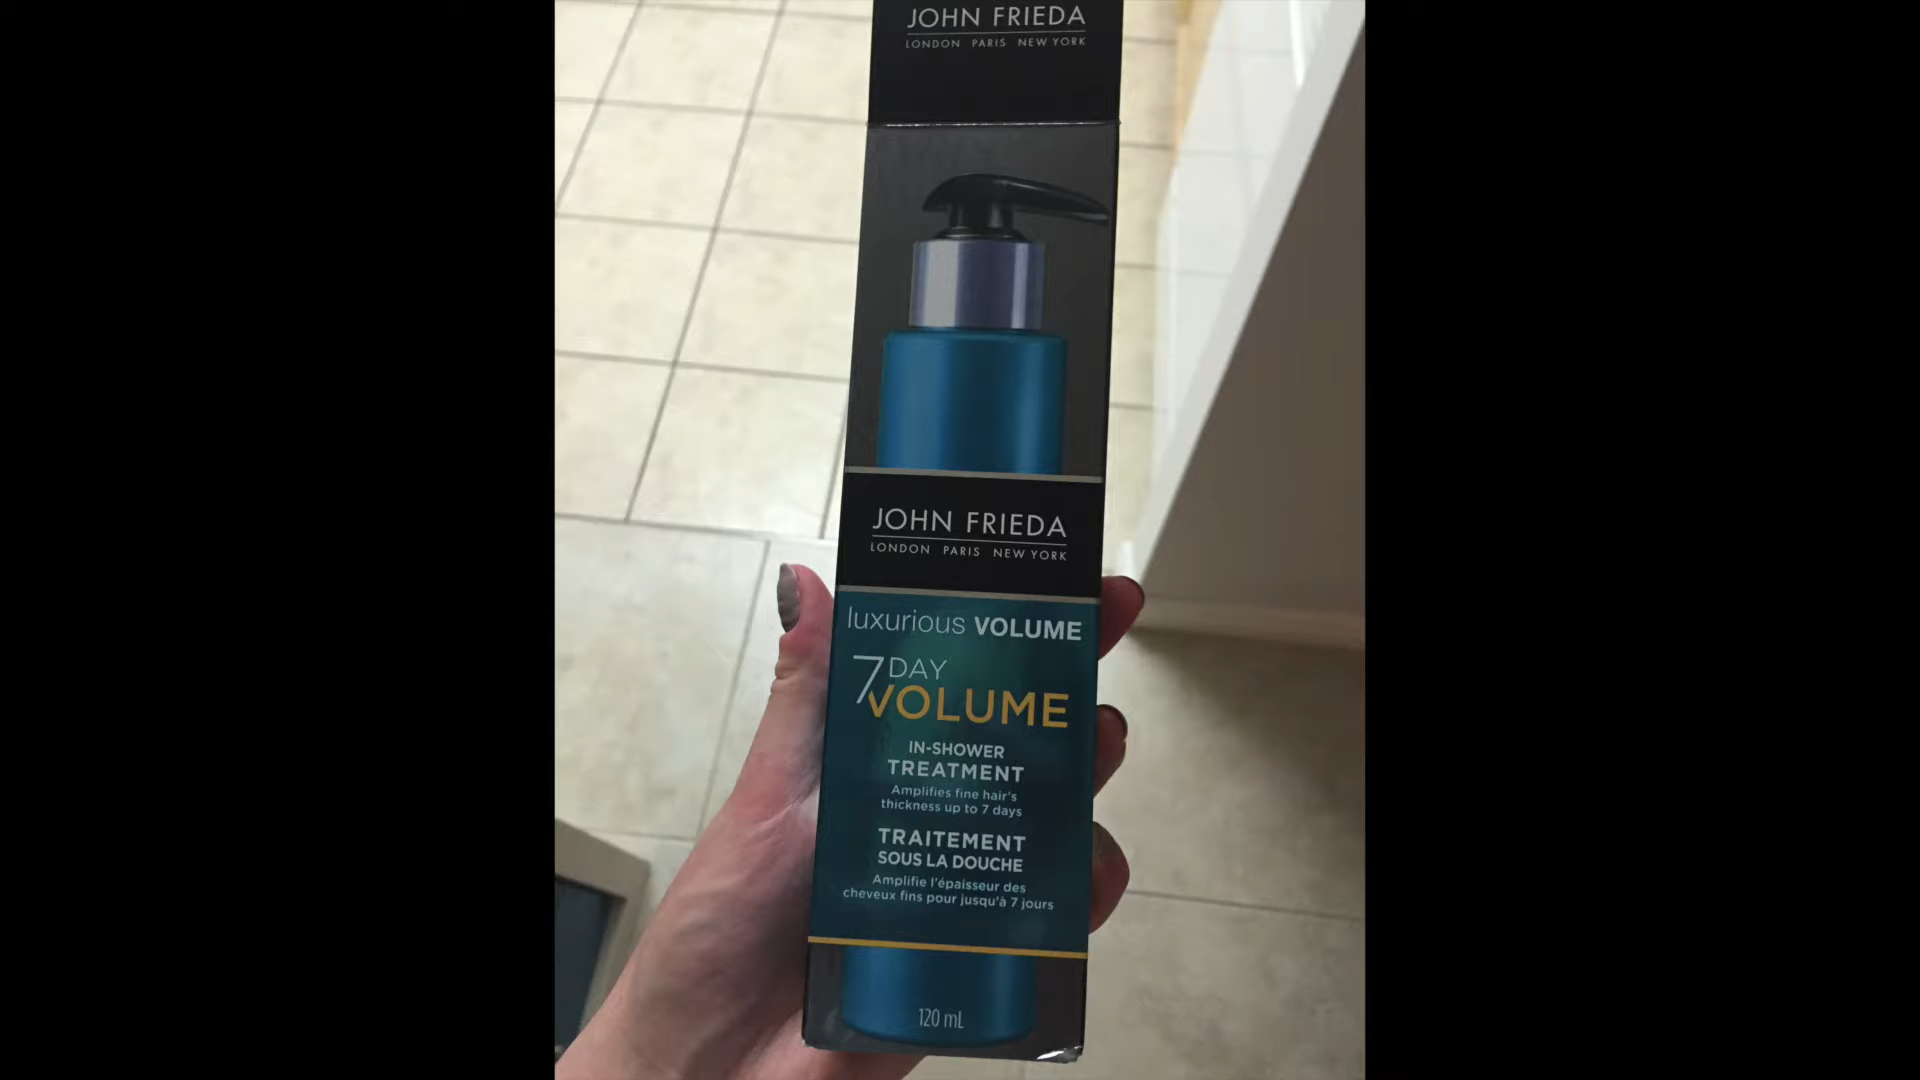 JOHN FRIEDA
LONDON PARIS NEW YORK
JOHN FRIEDA
LONDON PARIS NEW YORK
luxurious VOLUME
7 DAY
VOLUME
IN-SHOWER
TREATMENT
Amplifies fine hair's
thickness up to 7 days
TRAITEMENT
SOUS LA DOUCHE
Amplifie l'épaisseur des
cheveux fins pour jusqu'à 7 jours
120 mL